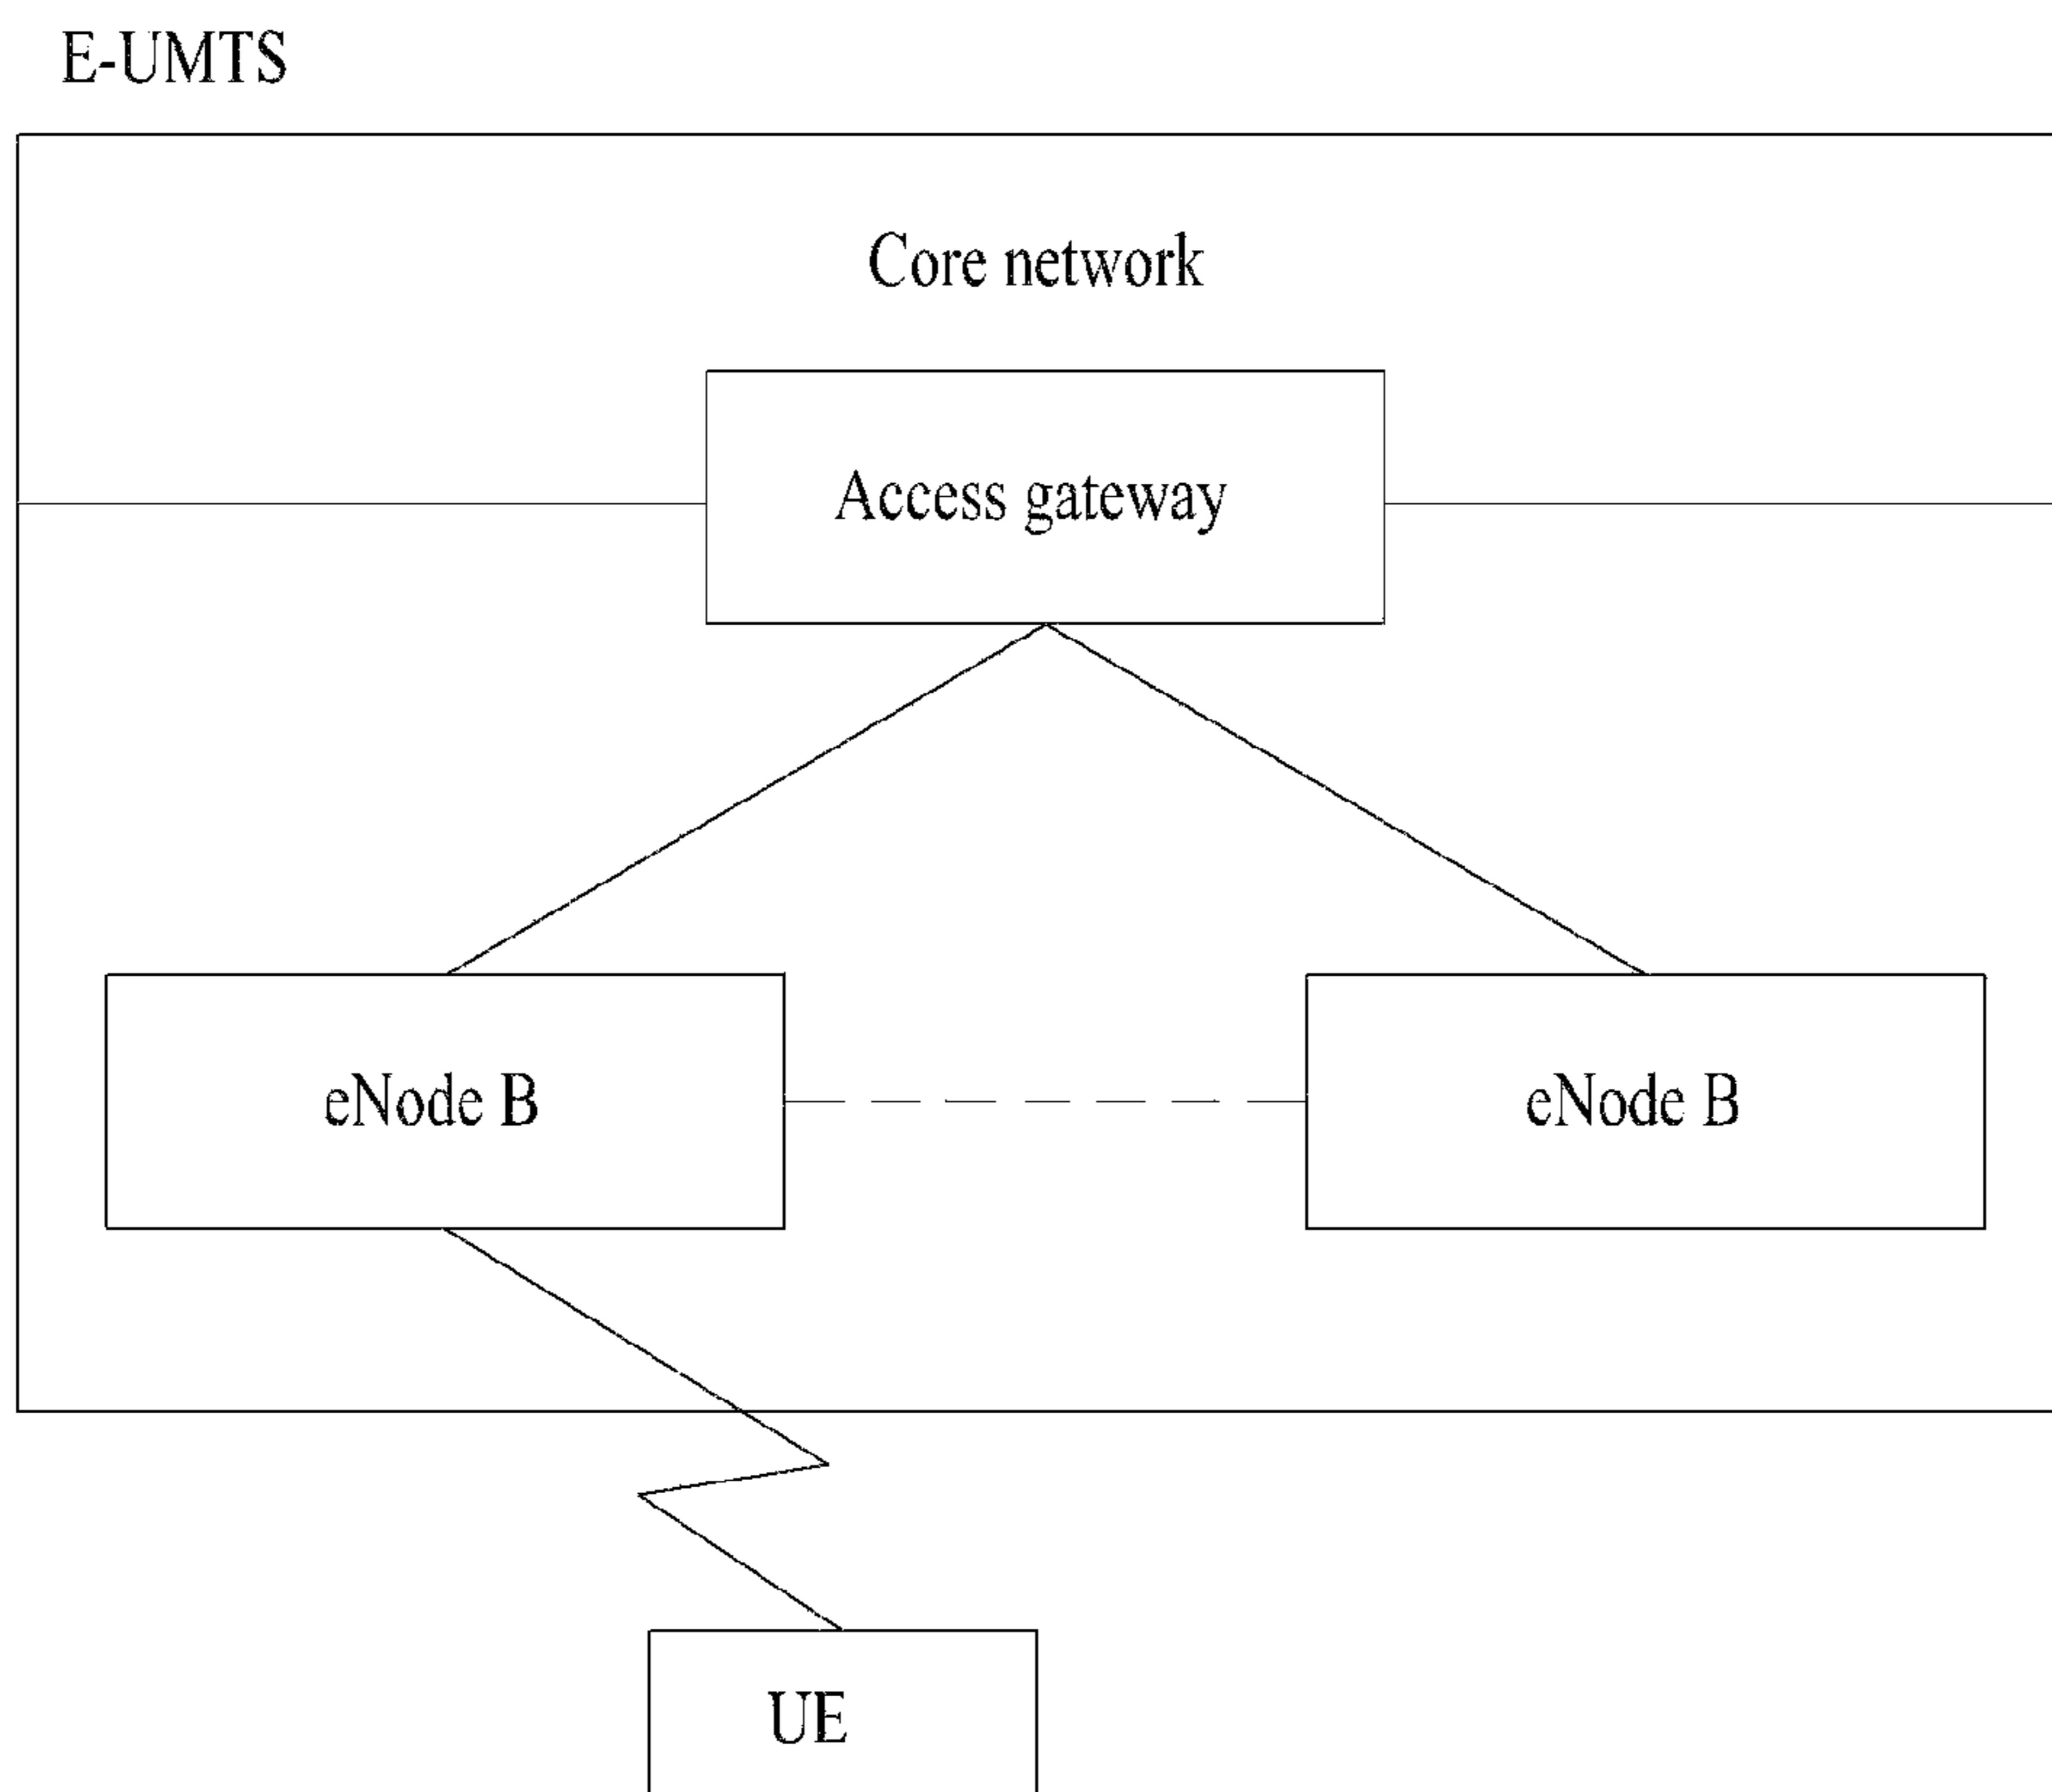 E-UMTS
Core network
Access gateway
eNode B
eNode B
UE